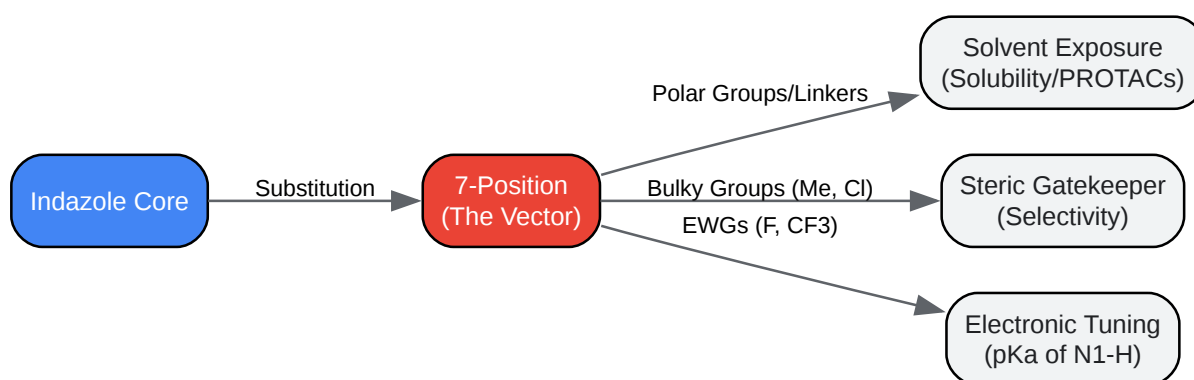 Indazole Core
Substitution
7-Position
(The Vector)
Polar Groups/Linkers
Bulky Groups (Me, Cl)
EWGs (F, CF3)
Solvent Exposure
(Solubility/PROTACs)
Steric Gatekeeper
(Selectivity)
Electronic Tuning
(pKa of N1-H)